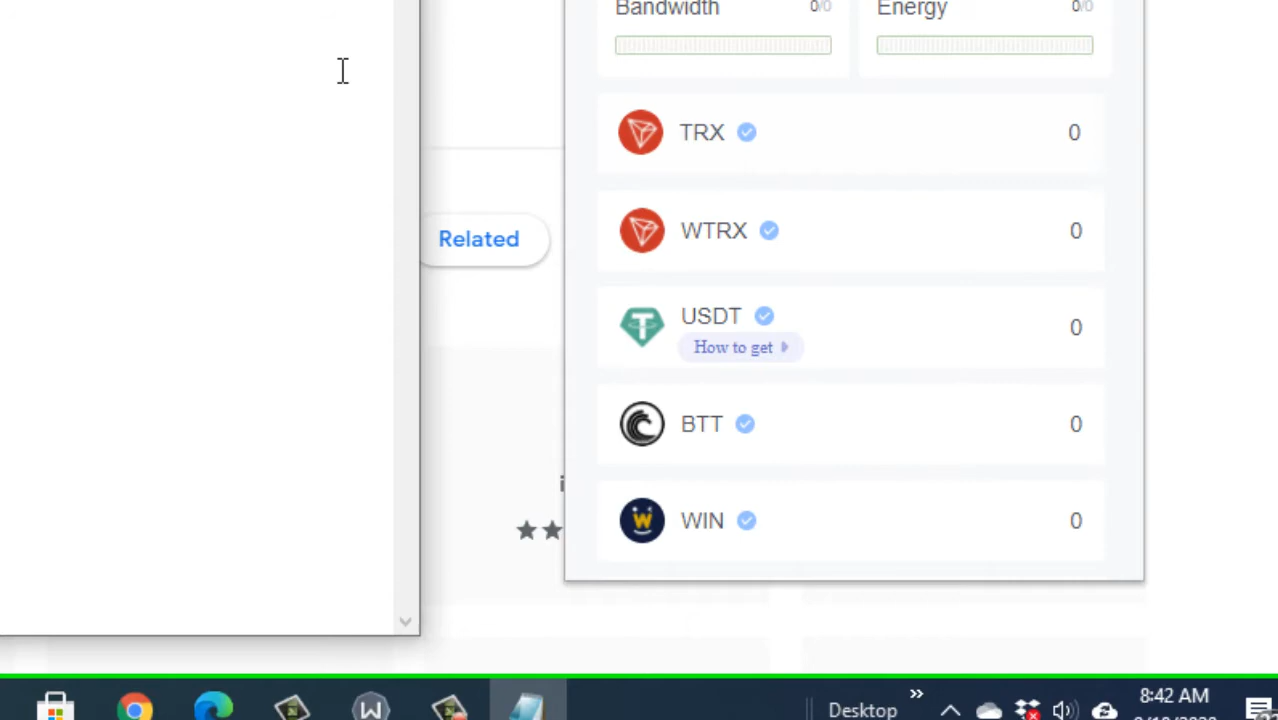 Bandwidth 0/0
Energy 0/0
TRX 0
WTRX 0
Related
USDT 0
How to get
BTT 0
WIN 0
Desktop
8:42 AM